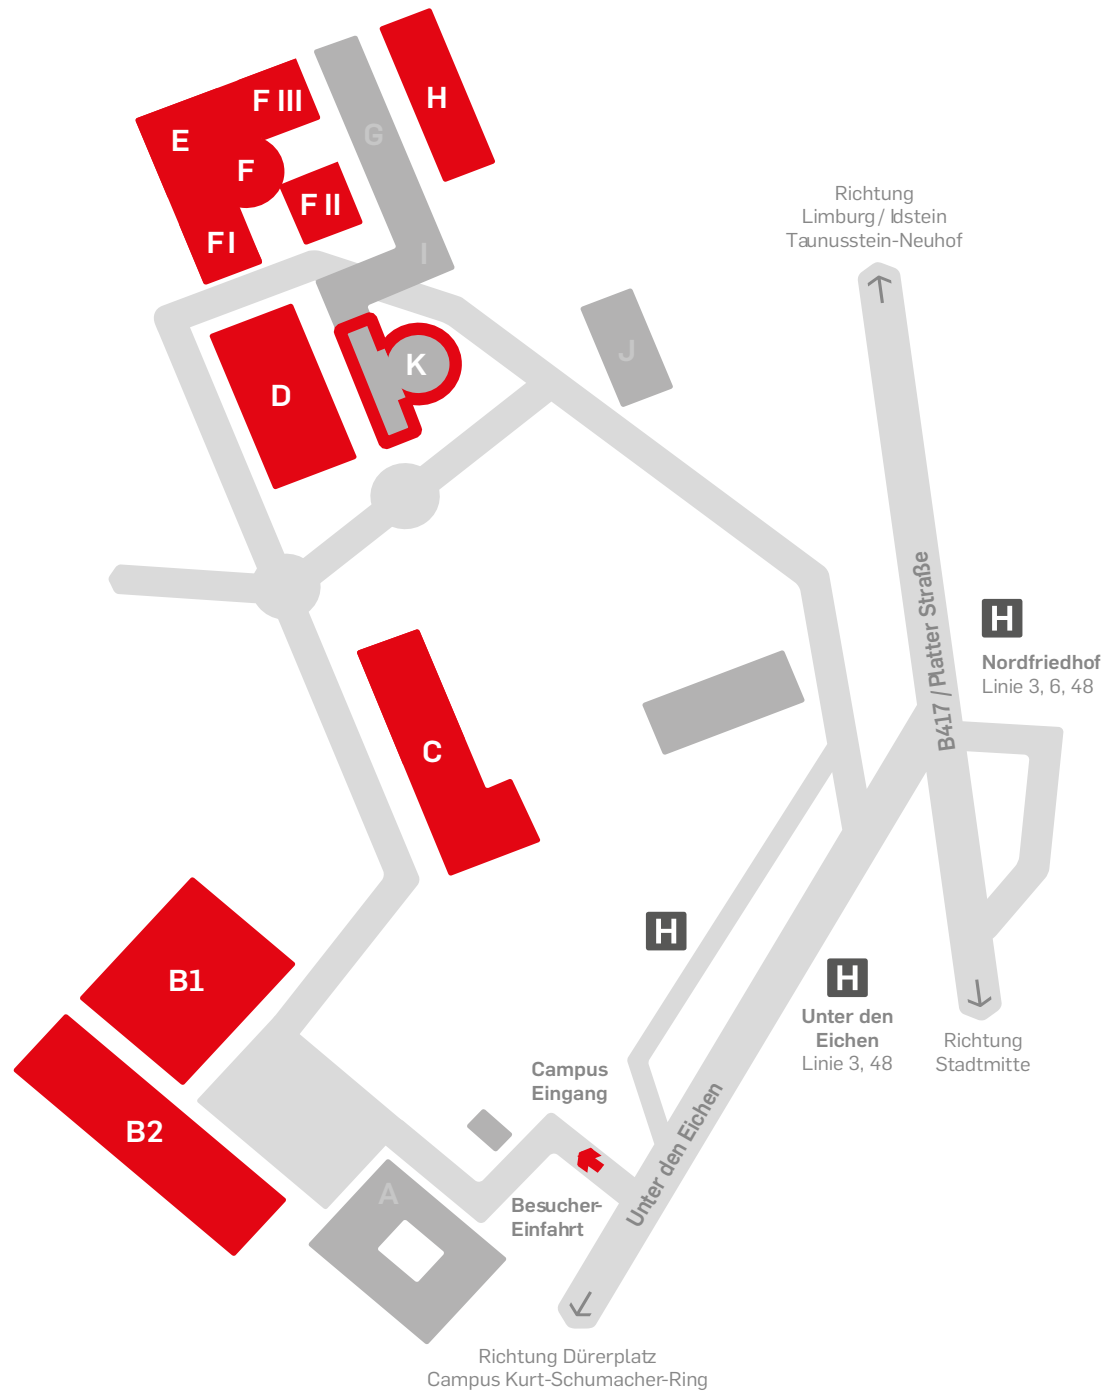 H
F III
G
E
F
F II
F I
I
Richtung
Limburg / Idstein
Taunusstein-Neuhof
J
K
D
B417 / Platter Straße
H
Nordfriedhof
Linie 3, 6, 48
C
H
B1
H
Unter den
Eichen
Linie 3, 48
Richtung
Stadtmitte
Campus
Eingang
B2
Unter den Eichen
A
Besucher-
Einfahrt
Richtung Dürerplatz
Campus Kurt-Schumacher-Ring